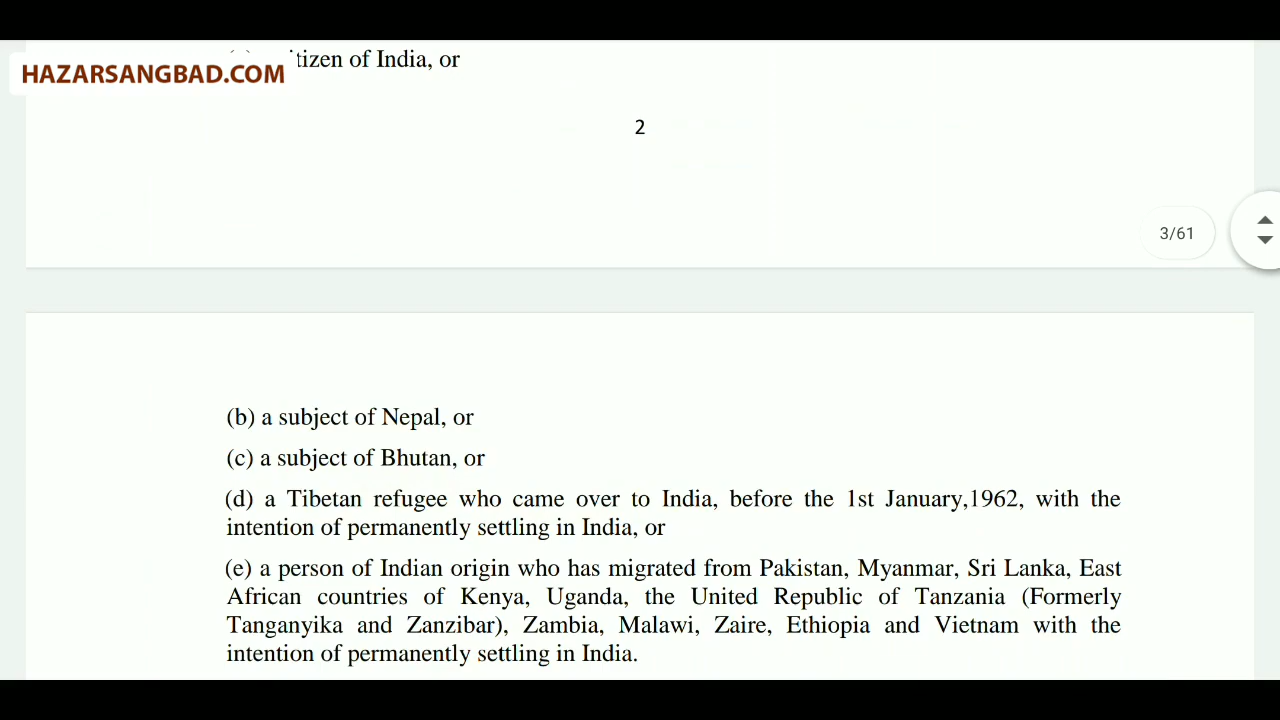 tizen of India, or
HAZARSANGBAD.COM
2
3/61
(b) a subject of Nepal, or
(c) a subject of Bhutan, or
(d) a Tibetan refugee who came over to India, before the 1st January,1962, with the
intention of permanently settling in India, or
(e) a person of Indian origin who has migrated from Pakistan, Myanmar, Sri Lanka, East
African countries of Kenya, Uganda, the United Republic of Tanzania (Formerly
Tanganyika and Zanzibar), Zambia, Malawi, Zaire, Ethiopia and Vietnam with the
intention of permanently settling in India.